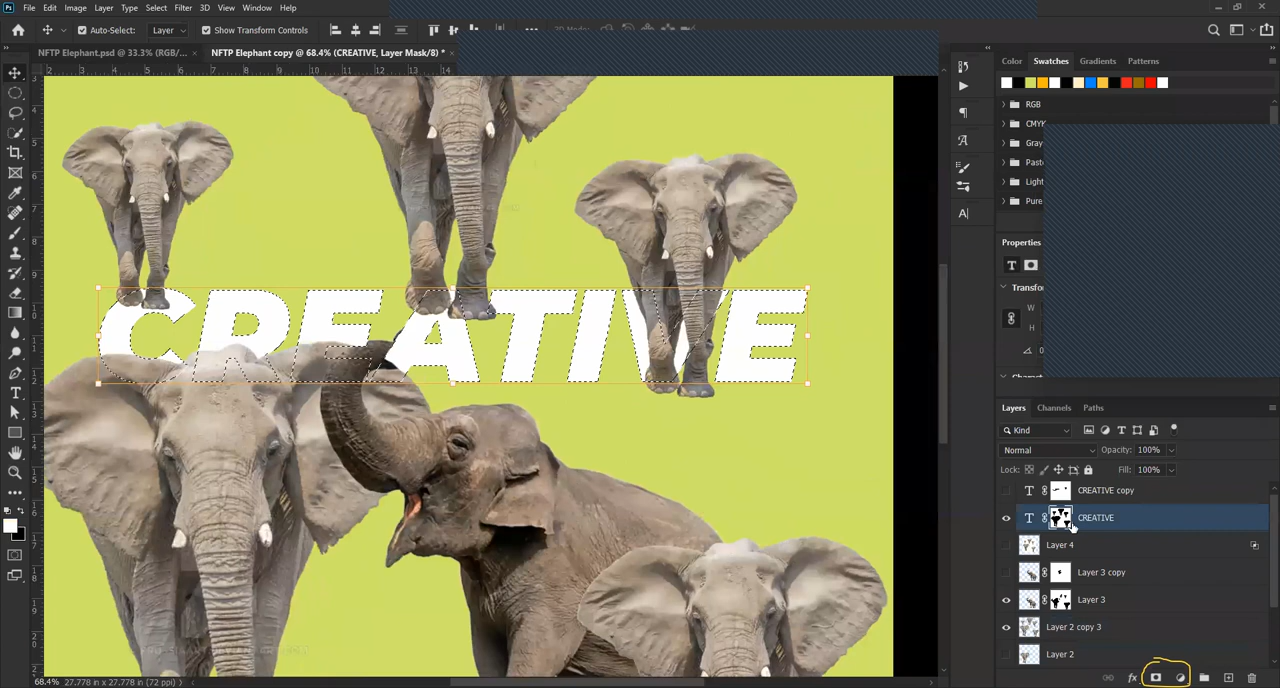 Ps File Edit Image Layer Type Select Filter 3D View Window Help
Auto-Select: Layer Show Transform Controls
NFTP Elephant.psd @ 33.3% (RGB/... × NFTP Elephant copy @ 68.4% (CREATIVE, Layer Mask/8) * ×
Color Swatches Gradients Patterns
RGB
CMYK
Gray
Paste
Light
Pure
CREATIVE
Properties
Transform
W
H
Layers Channels Paths
Kind
Normal Opacity: 100%
Lock: Fill: 100%
CREATIVE copy
CREATIVE
Layer 4
Layer 3 copy
Layer 3
Layer 2 copy 3
Layer 2
68.4% 27.778 in x 27.778 in (72 ppi)